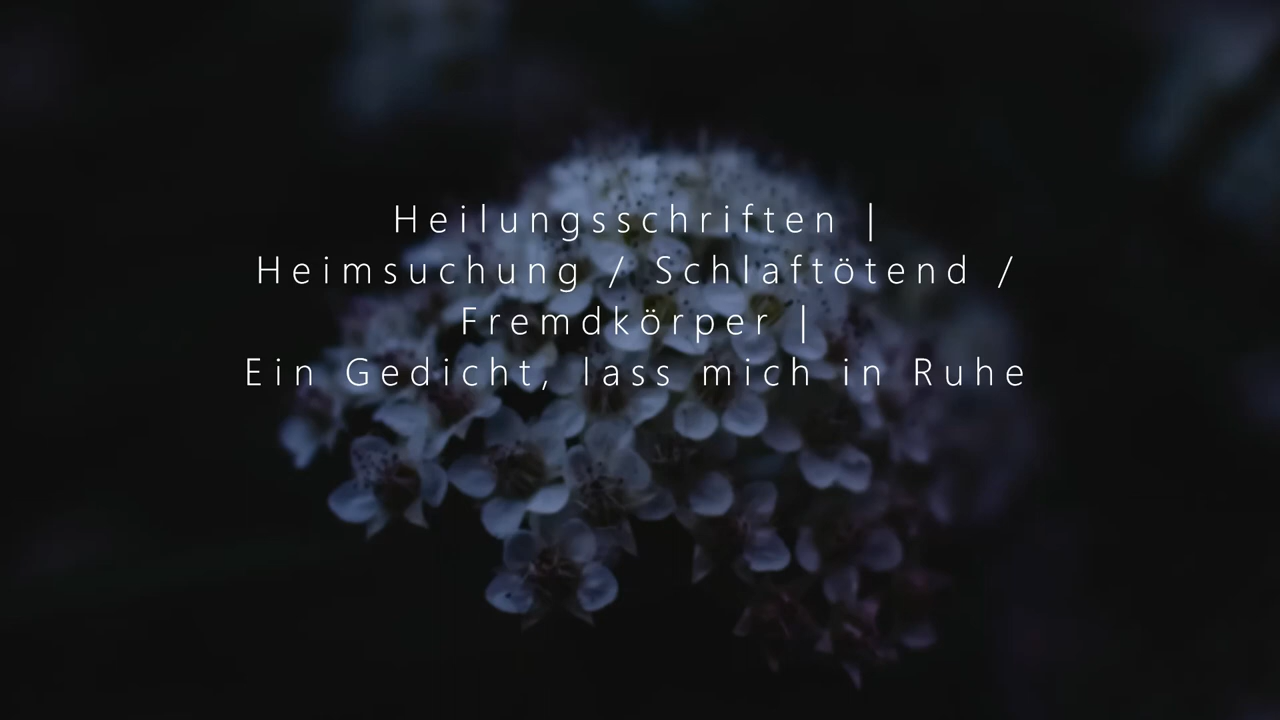 Heilungsschriften |
Heimsuchung / Schlaftötend /
Fremdkörper |
Ein Gedicht, lass mich in Ruhe